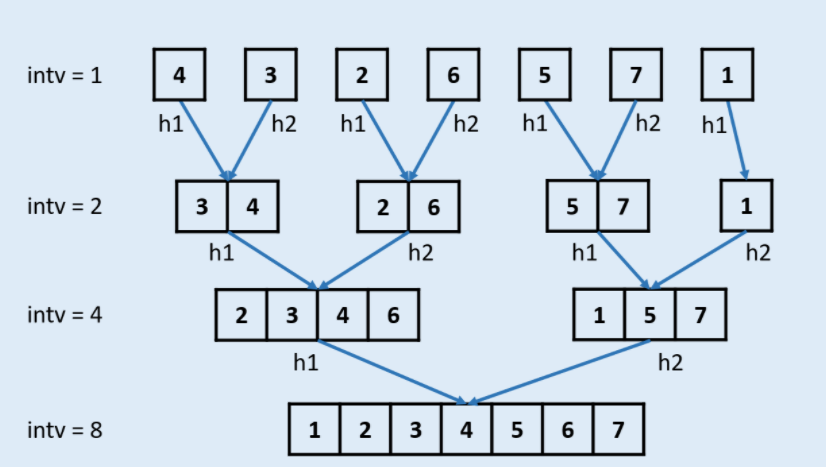 intv = 1 4 3 2 6 5 7 1
h1 h2 h1 h2 h1 h2 h1
intv = 2 3 4 2 6 5 7 1
h1 h2 h1 h2
intv = 4 2 3 4 6 1 5 7
h1 h2
intv = 8 1 2 3 4 5 6 7